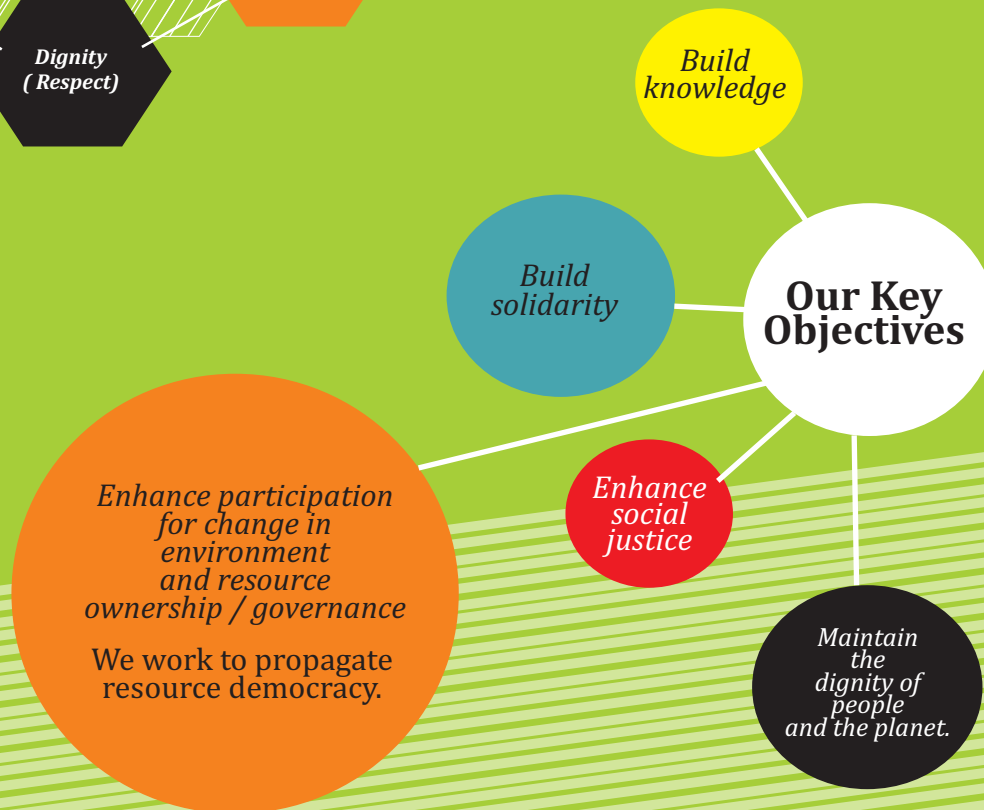 Dignity
( Respect)
Build
knowledge
Build
solidarity
Our Key
Objectives
Enhance participation
for change in
environment
and resource
ownership / governance
We work to propagate
resource democracy.
Enhance
social
justice
Maintain
the
dignity of
people
and the planet.